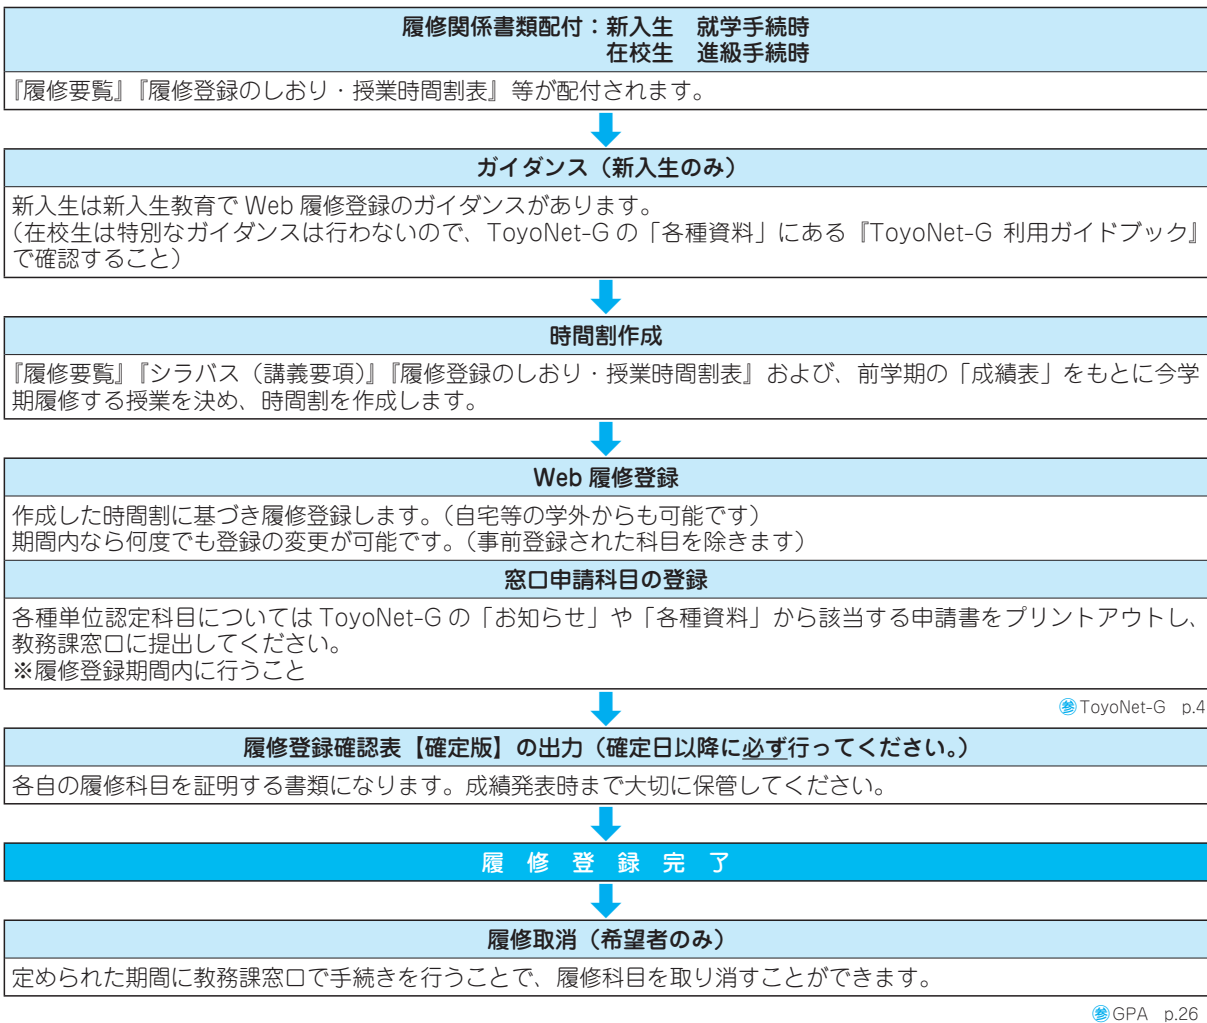 履修関係書類配付：新入生　就学手続時
在校生　進級手続時
『履修要覧』『履修登録のしおり・授業時間割表』等が配付されます。
ガイダンス（新入生のみ）
新入生は新入生教育で Web 履修登録のガイダンスがあります。
（在校生は特別なガイダンスは行わないので、ToyoNet-G の「各種資料」にある『ToyoNet-G 利用ガイドブック』
で確認すること）
時間割作成
『履修要覧』『シラバス（講義要項）』『履修登録のしおり・授業時間割表』および、前学期の「成績表」をもとに今学
期履修する授業を決め、時間割を作成します。
Web 履修登録
作成した時間割に基づき履修登録します。（自宅等の学外からも可能です）
期間内なら何度でも登録の変更が可能です。（事前登録された科目を除きます）
窓口申請科目の登録
各種単位認定科目については ToyoNet-G の「お知らせ」や「各種資料」から該当する申請書をプリントアウトし、
教務課窓口に提出してください。
※履修登録期間内に行うこと
参 ToyoNet-G　p.4
履修登録確認表【確定版】の出力（確定日以降に必ず行ってください。）
各自の履修科目を証明する書類になります。成績発表時まで大切に保管してください。
履　修　登　録　完　了
履修取消（希望者のみ）
定められた期間に教務課窓口で手続きを行うことで、履修科目を取り消すことができます。
参 GPA　p.26